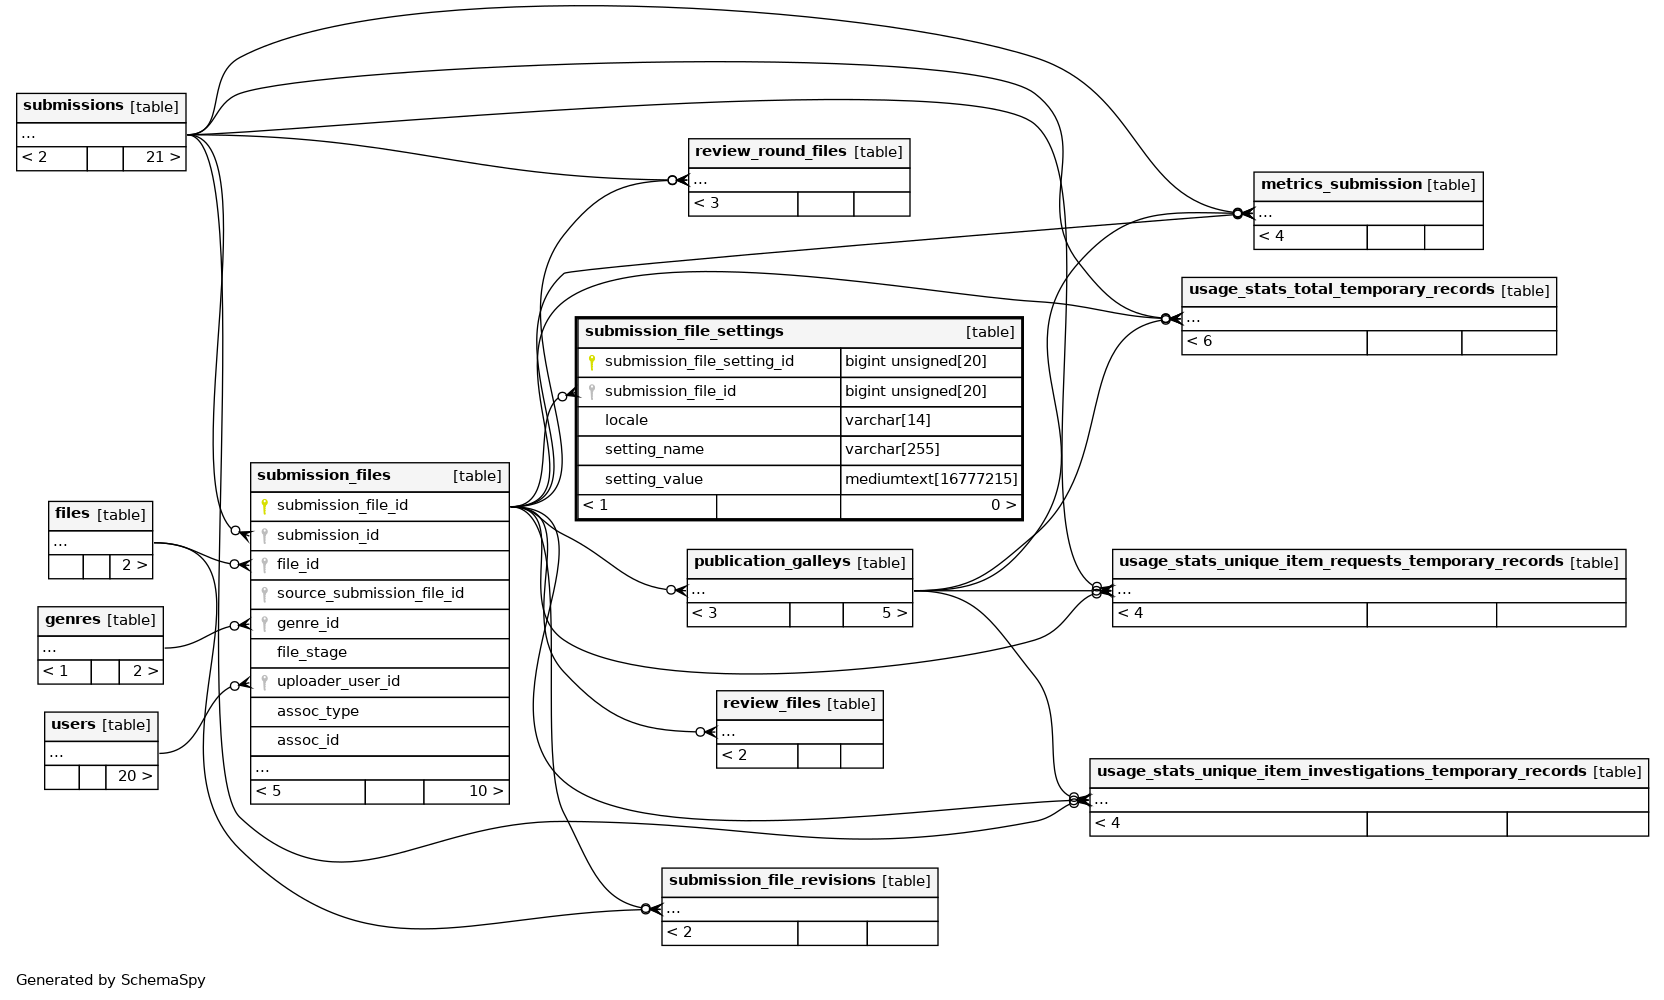 submissions [table]
...
< 2 21 >
review_round_files [table]
...
< 3
metrics_submission [table]
...
< 4
usage_stats_total_temporary_records [table]
...
< 6
submission_file_settings [table]
submission_file_setting_id bigint unsigned[20]
submission_file_id bigint unsigned[20]
locale varchar[14]
setting_name varchar[255]
setting_value mediumtext[16777215]
< 1 0 >
submission_files [table]
submission_file_id
submission_id
file_id
source_submission_file_id
genre_id
file_stage
uploader_user_id
assoc_type
assoc_id
...
< 5 10 >
files [table]
...
2 >
genres [table]
...
< 1 2 >
users [table]
...
20 >
publication_galleys [table]
...
< 3 5 >
usage_stats_unique_item_requests_temporary_records [table]
...
< 4
review_files [table]
...
< 2
usage_stats_unique_item_investigations_temporary_records [table]
...
< 4
submission_file_revisions [table]
...
< 2
Generated by SchemaSpy